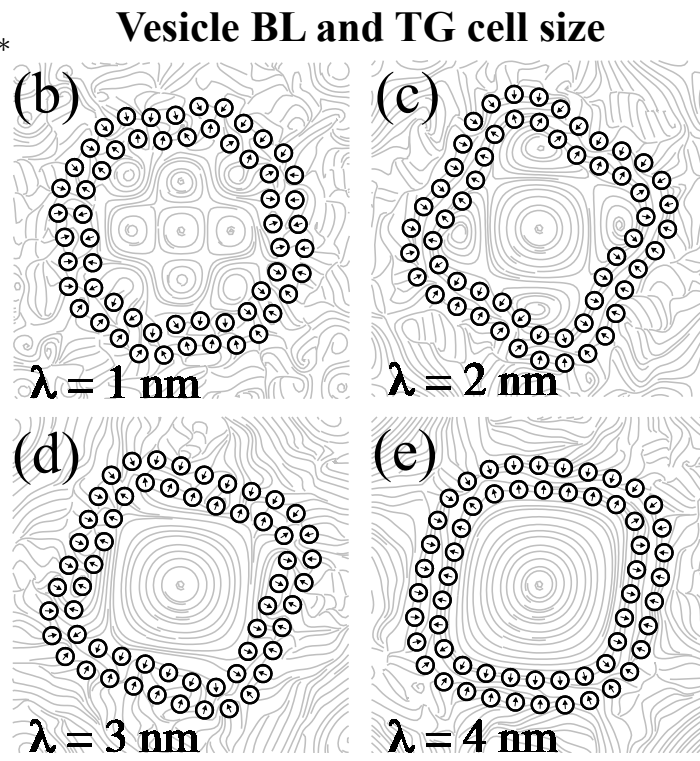 Vesicle BL and TG cell size
*
(b)
(c)
λ = 1 nm
λ = 2 nm
(d)
(e)
λ = 3 nm
λ = 4 nm